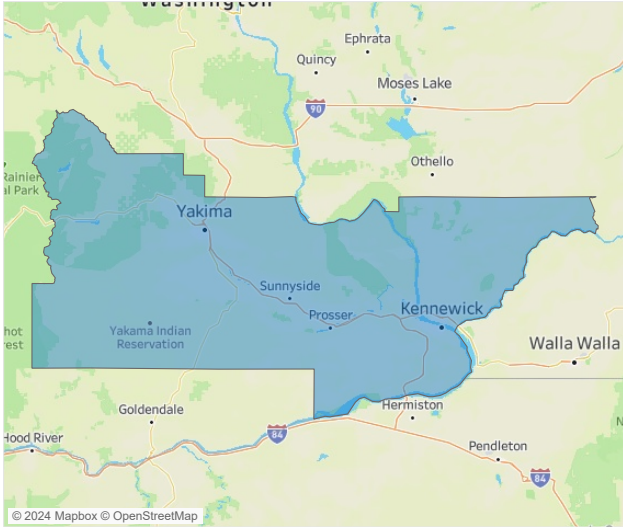 Washington
Ephrata
Quincy
Moses Lake
90
Othello
Rainier
al Park
Yakima
Sunnyside
Prosser
Kennewick
Yakama Indian
Reservation
hot
rest
Walla Walla
Goldendale
Hermiston
84
Hood River
Pendleton
84
N
© 2024 Mapbox © OpenStreetMap